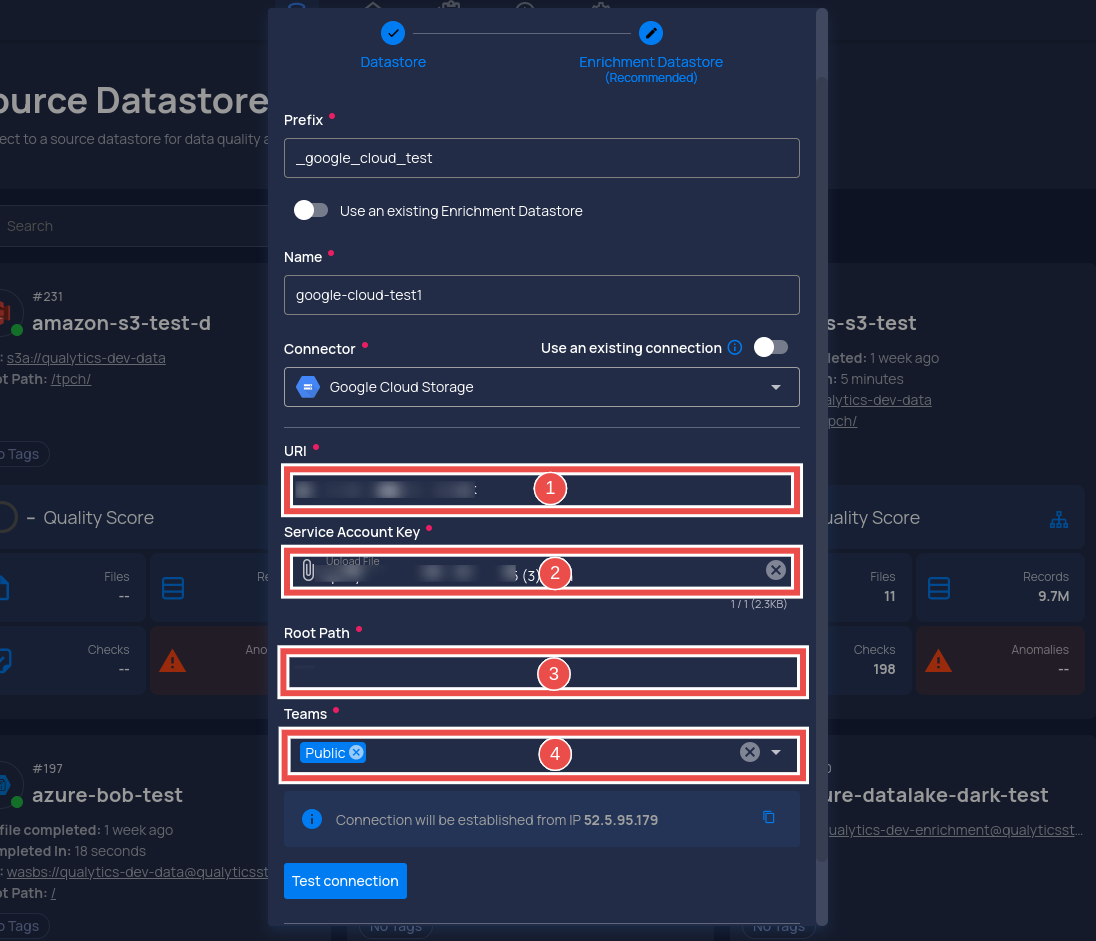 Datastore
Enrichment Datastore
(Recommended)
ource Datastore
ect to a source datastore for data quality a
Search
Prefix
_google_cloud_test
Use an existing Enrichment Datastore
Name
google-cloud-test1
Connector
Use an existing connection
Google Cloud Storage
URI
1
Service Account Key
Upload File
(3)
2
1 / 1 (2.3KB)
Root Path
3
Teams
Public
4
Connection will be established from IP 52.5.95.179
Test connection
#231
amazon-s3-test-d
: s3a://qualytics-dev-data
ot Path: /tpch/
o Tags
– Quality Score
Files
--
Re
Checks
--
Ano
#197
azure-bob-test
file completed: 1 week ago
mpleted In: 18 seconds
: wasbs://qualytics-dev-data@qualyticsst
ot Path: /
o Tags
No Tags
s-s3-test
leted: 1 week ago
n: 5 minutes
alytics-dev-data
pch/
uality Score
Files
11
Records
9.7M
Checks
198
Anomalies
--
ure-datalake-dark-test
ualytics-dev-enrichment@qualyticsst...
No Tags